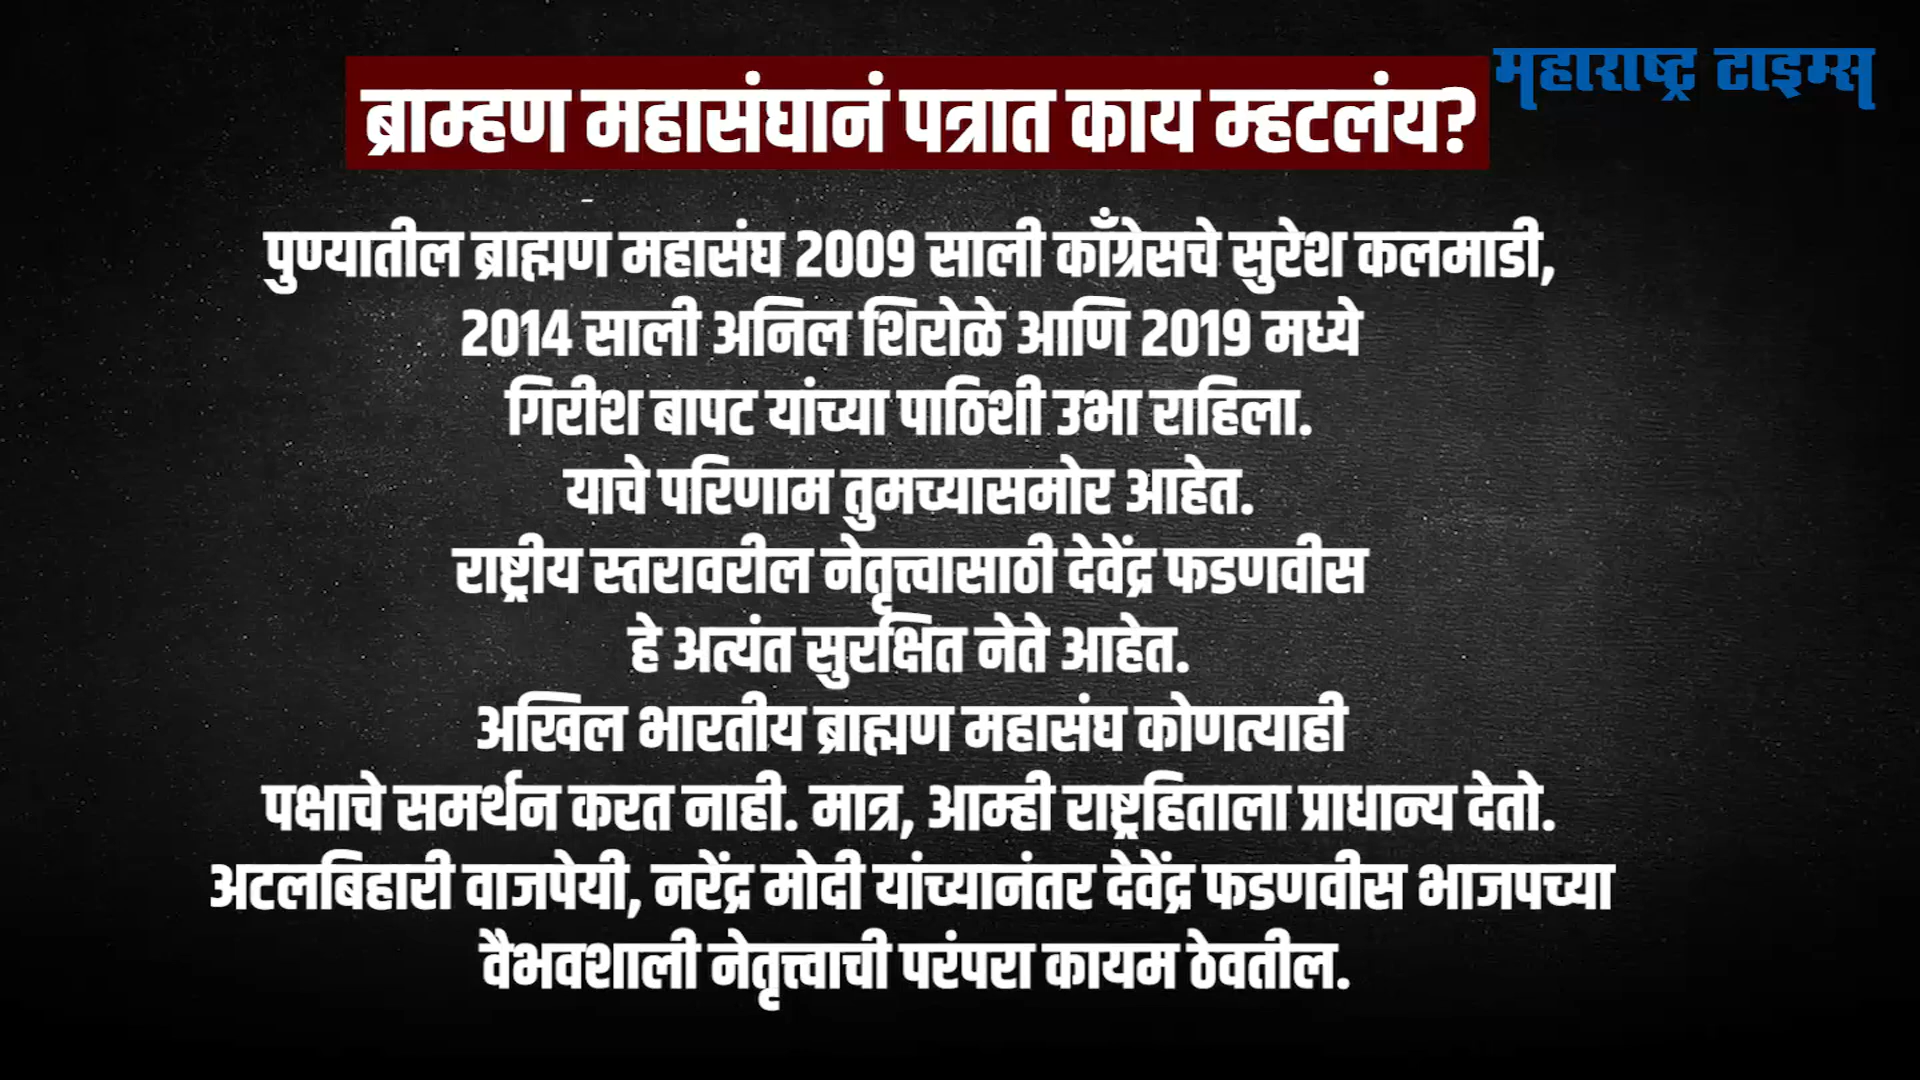 महाराष्ट्र टाइम्स
ब्राम्हण महासंघानं पत्रात काय म्हटलंय?
पुण्यातील ब्राह्मण महासंघ 2009 साली काँग्रेसचे सुरेश कलमाडी,
2014 साली अनिल शिरोळे आणि 2019 मध्ये
गिरीश बापट यांच्या पाठिशी उभा राहिला.
याचे परिणाम तुमच्यासमोर आहेत.
राष्ट्रीय स्तरावरील नेतृत्त्वासाठी देवेंद्र फडणवीस
हे अत्यंत सुरक्षित नेते आहेत.
अखिल भारतीय ब्राह्मण महासंघ कोणत्याही
पक्षाचे समर्थन करत नाही. मात्र, आम्ही राष्ट्रहिताला प्राधान्य देतो.
अटलबिहारी वाजपेयी, नरेंद्र मोदी यांच्यानंतर देवेंद्र फडणवीस भाजपच्या
वैभवशाली नेतृत्त्वाची परंपरा कायम ठेवतील.